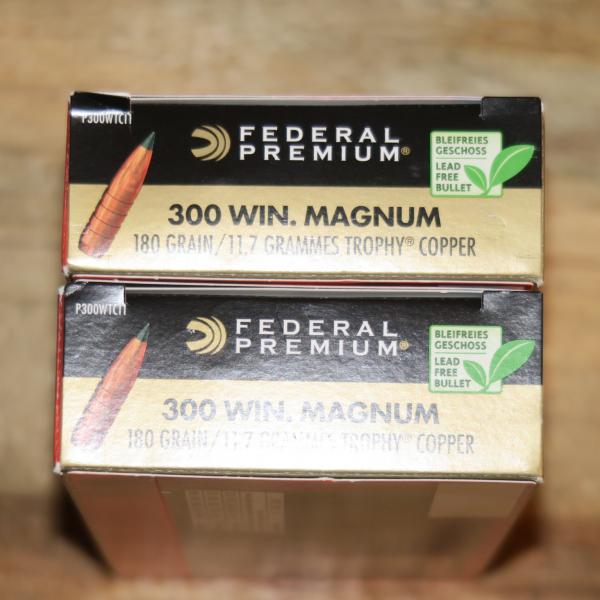 P300WTC1
FEDERAL
PREMIUM®
BLEIFREIES
GESCHOSS
LEAD
FREE
BULLET
300 WIN. MAGNUM
180 GRAIN/11.7 GRAMMES TROPHY® COPPER
P300WTC1
FEDERAL
PREMIUM®
BLEIFREIES
GESCHOSS
LEAD
FREE
BULLET
300 WIN. MAGNUM
180 GRAIN/11.7 GRAMMES TROPHY® COPPER